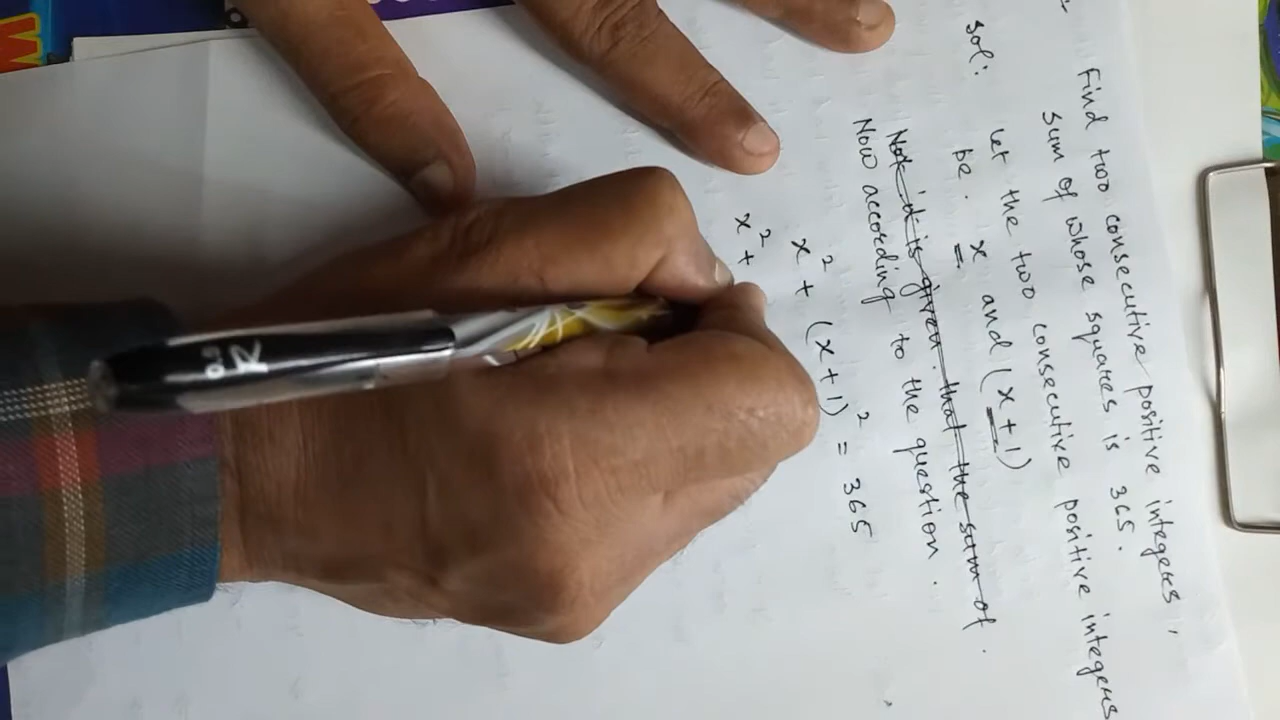 Find two consecutive positive integers,
sum of whose squares is 365.
Sol:
Let the two consecutive positive integers
be. x and (x+1)
Now according to the question.
x² + (x+1)² = 365
x² +